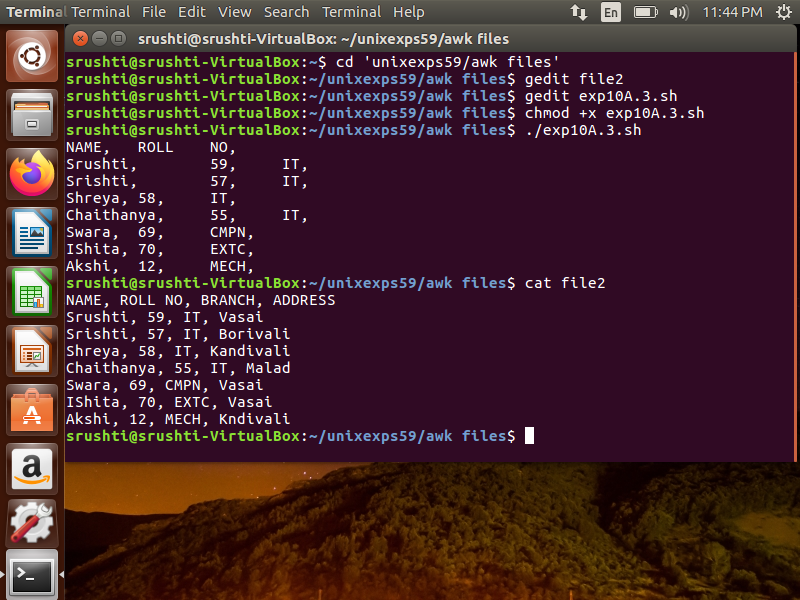 Terminal Terminal File Edit View Search Terminal Help En 11:44 PM
srushti@srushti-VirtualBox: ~/unixexps59/awk files
srushti@srushti-VirtualBox:~$ cd 'unixexps59/awk files'
srushti@srushti-VirtualBox:~/unixexps59/awk files$ gedit file2
srushti@srushti-VirtualBox:~/unixexps59/awk files$ gedit exp10A.3.sh
srushti@srushti-VirtualBox:~/unixexps59/awk files$ chmod +x exp10A.3.sh
srushti@srushti-VirtualBox:~/unixexps59/awk files$ ./exp10A.3.sh
NAME,   ROLL    NO,
Srushti,        59,     IT,
Srishti,        57,     IT,
Shreya, 58,     IT,
Chaithanya,     55,     IT,
Swara,  69,     CMPN,
IShita, 70,     EXTC,
Akshi,  12,     MECH,
srushti@srushti-VirtualBox:~/unixexps59/awk files$ cat file2
NAME, ROLL NO, BRANCH, ADDRESS
Srushti, 59, IT, Vasai
Srishti, 57, IT, Borivali
Shreya, 58, IT, Kandivali
Chaithanya, 55, IT, Malad
Swara, 69, CMPN, Vasai
IShita, 70, EXTC, Vasai
Akshi, 12, MECH, Kndivali
srushti@srushti-VirtualBox:~/unixexps59/awk files$